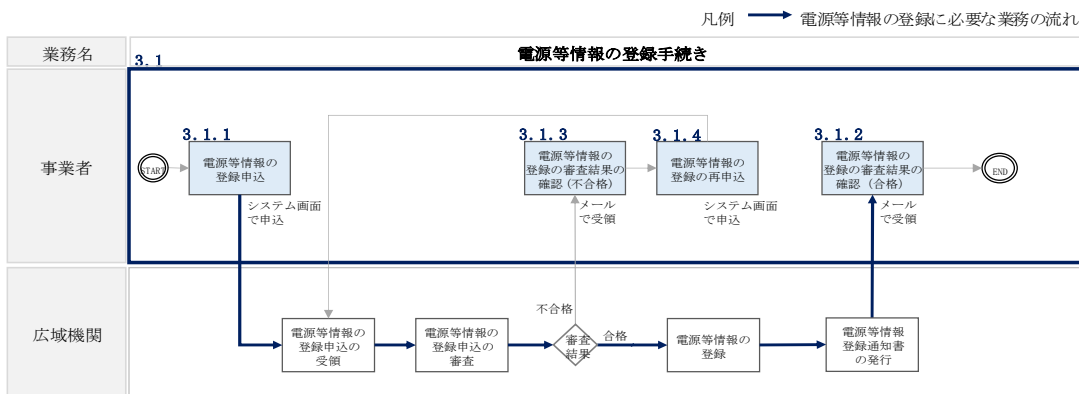 凡例 電源等情報の登録に必要な業務の流れ
業務名
3.1
電源等情報の登録手続き
事業者
START
3.1.1
電源等情報の
登録申込
システム画面
で申込
3.1.3
電源等情報の
登録の審査結果の
確認(不合格)
メール
で受領
3.1.4
電源等情報の
登録の再申込
システム画面
で申込
3.1.2
電源等情報の
登録の審査結果の
確認(合格)
メール
で受領
END
広域機関
電源等情報の
登録申込の
受領
電源等情報の
登録申込の
審査
不合格
審査
結果
合格
電源等情報の
登録
電源等情報
登録通知書
の発行